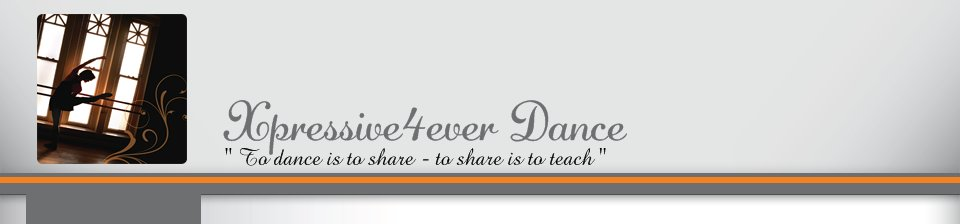 Xpressive4ever Dance
" To dance is to share - to share is to teach "